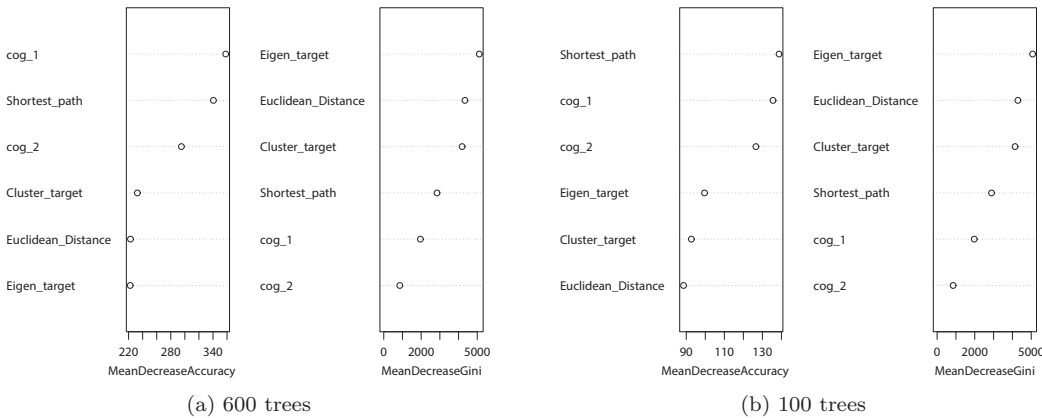 cog_1
Shortest_path
cog_2
Cluster_target
Euclidean_Distance
Eigen_target
220 280 340
MeanDecreaseAccuracy
Eigen_target
Euclidean_Distance
Cluster_target
Shortest_path
cog_1
cog_2
0 2000 5000
MeanDecreaseGini
(a) 600 trees
Shortest_path
cog_1
cog_2
Eigen_target
Cluster_target
Euclidean_Distance
90 110 130
MeanDecreaseAccuracy
Eigen_target
Euclidean_Distance
Cluster_target
Shortest_path
cog_1
cog_2
0 2000 5000
MeanDecreaseGini
(b) 100 trees